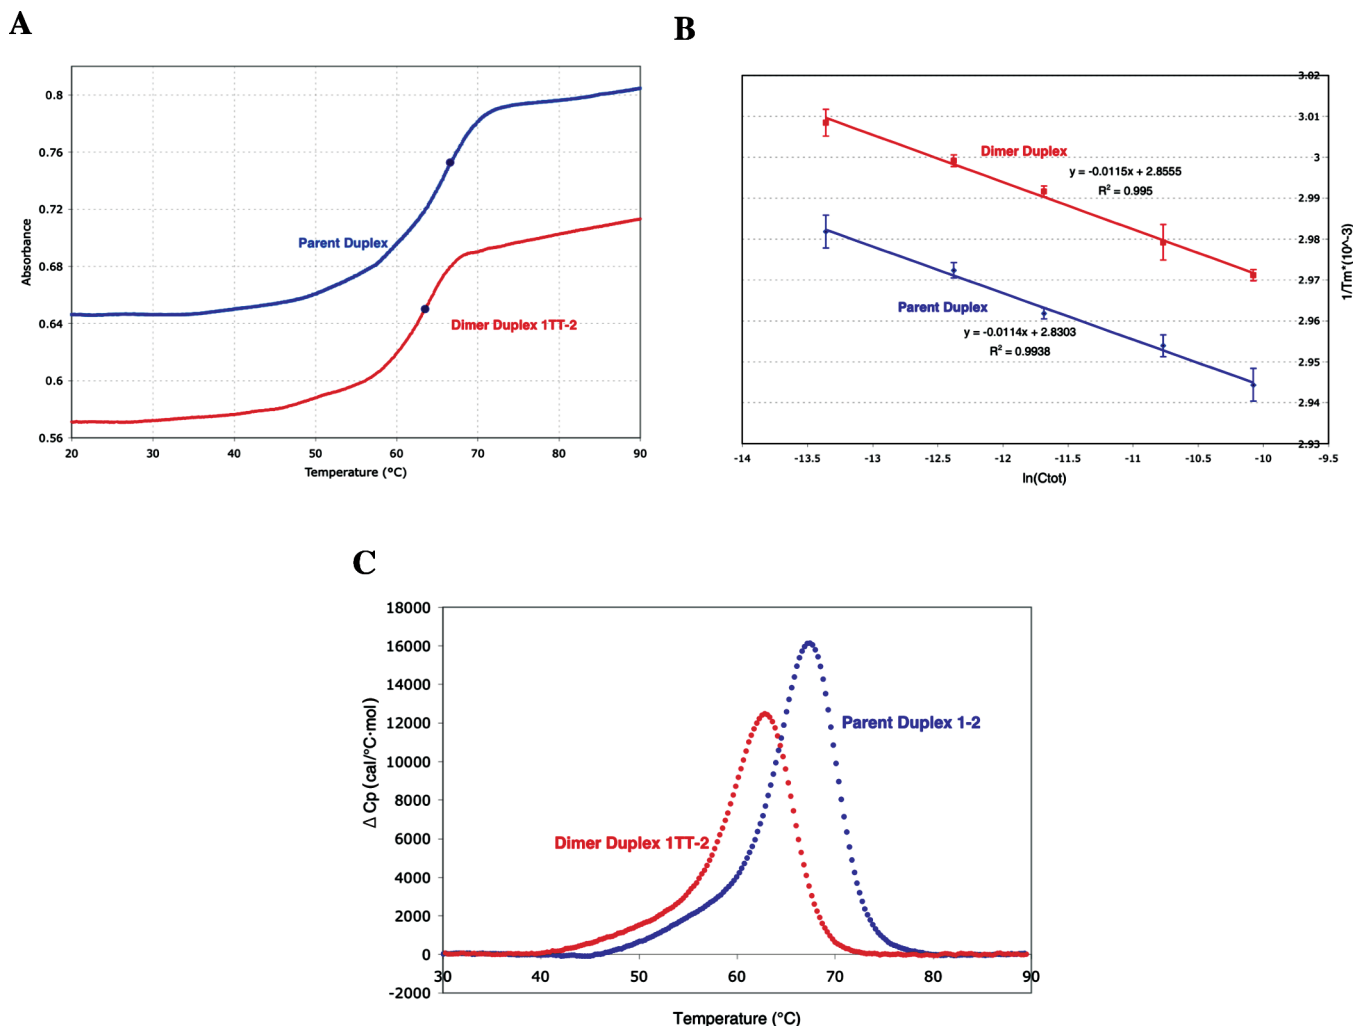 A
0.8
0.76
0.72
0.68
0.64
0.6
0.56
Absorbance
Parent Duplex
Dimer Duplex 1TT-2
20 30 40 50 60 70 80 90
Temperature (°C)
B
3.02
3.01
3
2.99
2.98
2.97
2.96
2.95
2.94
2.93
1/Tm*(10^-3)
Dimer Duplex
y = -0.0115x + 2.8555
R² = 0.995
Parent Duplex
y = -0.0114x + 2.8303
R² = 0.9938
-14 -13.5 -13 -12.5 -12 -11.5 -11 -10.5 -10 -9.5
ln(Ctot)
C
18000
16000
14000
12000
10000
8000
6000
4000
2000
0
-2000
Δ Cp (cal/°C·mol)
Parent Duplex 1-2
Dimer Duplex 1TT-2
30 40 50 60 70 80 90
Temperature (°C)